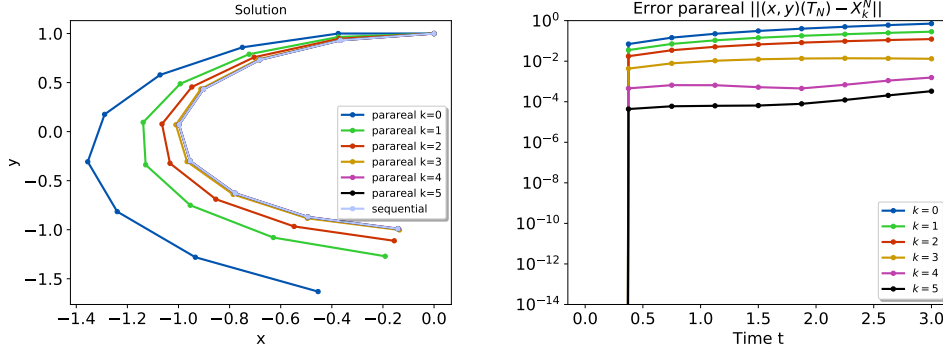 Solution
1.0
0.5
0.0
−0.5
−1.0
−1.5
y
−1.4
−1.2
−1.0
−0.8
−0.6
−0.4
−0.2
0.0
x
parareal k=0
parareal k=1
parareal k=2
parareal k=3
parareal k=4
parareal k=5
sequential
Error parareal ||(x, y)(T_N) − X_k^N||
10^0
10^−2
10^−4
10^−6
10^−8
10^−10
10^−12
10^−14
0.0
0.5
1.0
1.5
2.0
2.5
3.0
Time t
k = 0
k = 1
k = 2
k = 3
k = 4
k = 5